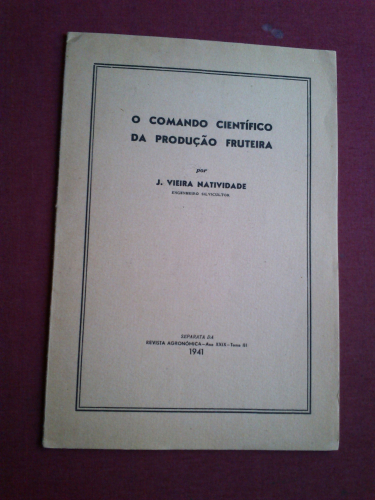 O COMANDO CIENTÍFICO
DA PRODUÇÃO FRUTEIRA
por
J. VIEIRA NATIVIDADE
ENGENHEIRO SILVICULTOR
SEPARATA DA
REVISTA AGRONÓMICA—Ano XXIX—Tomo III
1941